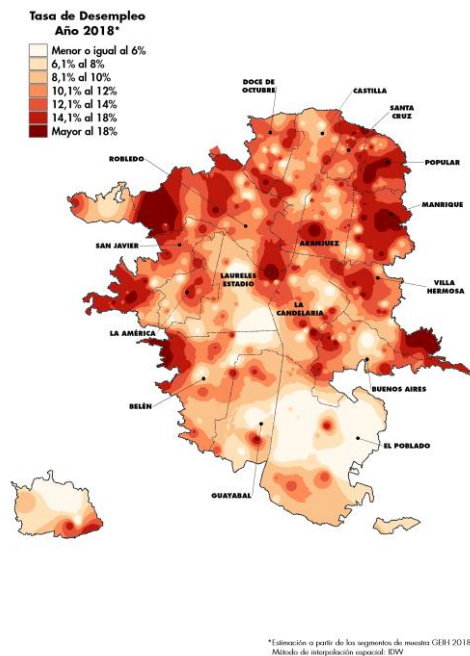 Tasa de Desempleo
Año 2018*
Menor o igual al 6%
6,1% al 8%
8,1% al 10%
10,1% al 12%
12,1% al 14%
14,1% al 18%
Mayor al 18%
DOCE DE
OCTUBRE
CASTILLA
SANTA
CRUZ
ROBLEDO
POPULAR
MANRIQUE
SAN JAVIER
ARANJUEZ
LAURELES
ESTADIO
VILLA
HERMOSA
LA
CANDELARIA
LA AMÉRICA
BUENOS AIRES
BELÉN
EL POBLADO
GUAYABAL
*Estimación a partir de los segmentos de muestra GEIH 2018
Método de interpolación espacial: IDW